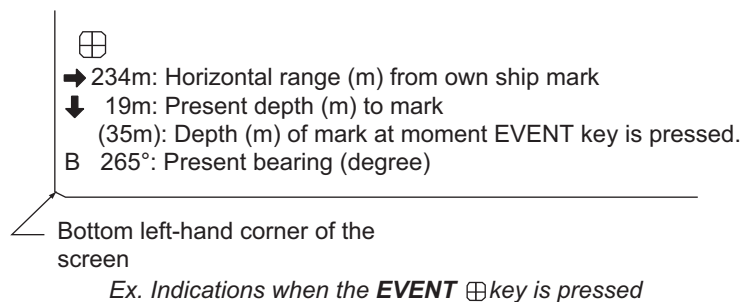 234m: Horizontal range (m) from own ship mark
19m: Present depth (m) to mark
(35m): Depth (m) of mark at moment EVENT key is pressed.
B 265°: Present bearing (degree)
Bottom left-hand corner of the
screen
Ex. Indications when the EVENT key is pressed